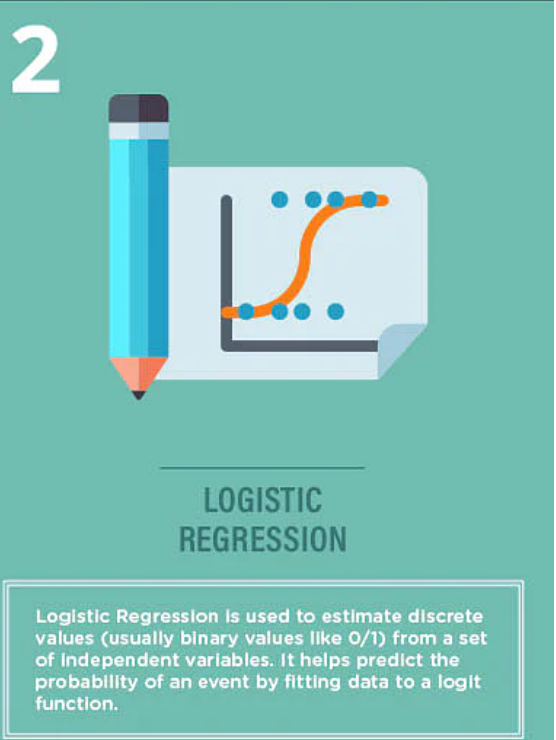 2
LOGISTIC
REGRESSION
Logistic Regression is used to estimate discrete
values (usually binary values like 0/1) from a set
of independent variables. It helps predict the
probability of an event by fitting data to a logit
function.